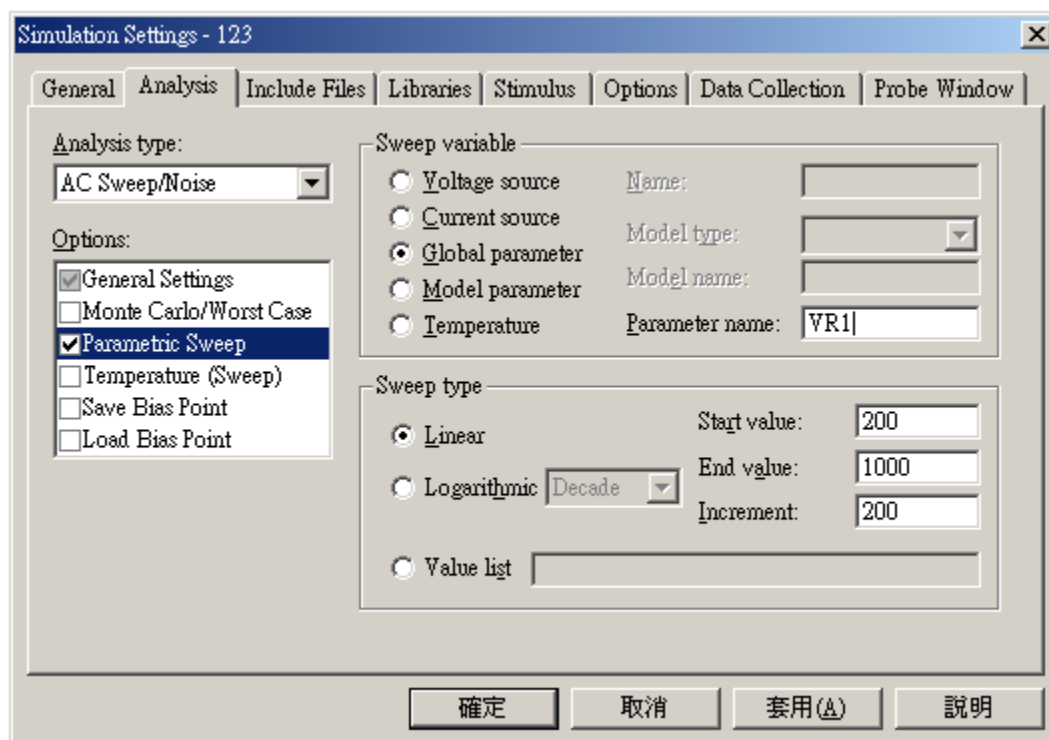 Simulation Settings - 123
General Analysis Include Files Libraries Stimulus Options Data Collection Probe Window
Analysis type:
AC Sweep/Noise
Options:
General Settings
Monte Carlo/Worst Case
Parametric Sweep
Temperature (Sweep)
Save Bias Point
Load Bias Point
Sweep variable
Voltage source
Current source
Global parameter
Model parameter
Temperature
Name:
Model type:
Model name:
Parameter name: VR1
Sweep type
Linear
Logarithmic Decade
Value list
Start value: 200
End value: 1000
Increment: 200
確定 取消 套用(A) 說明